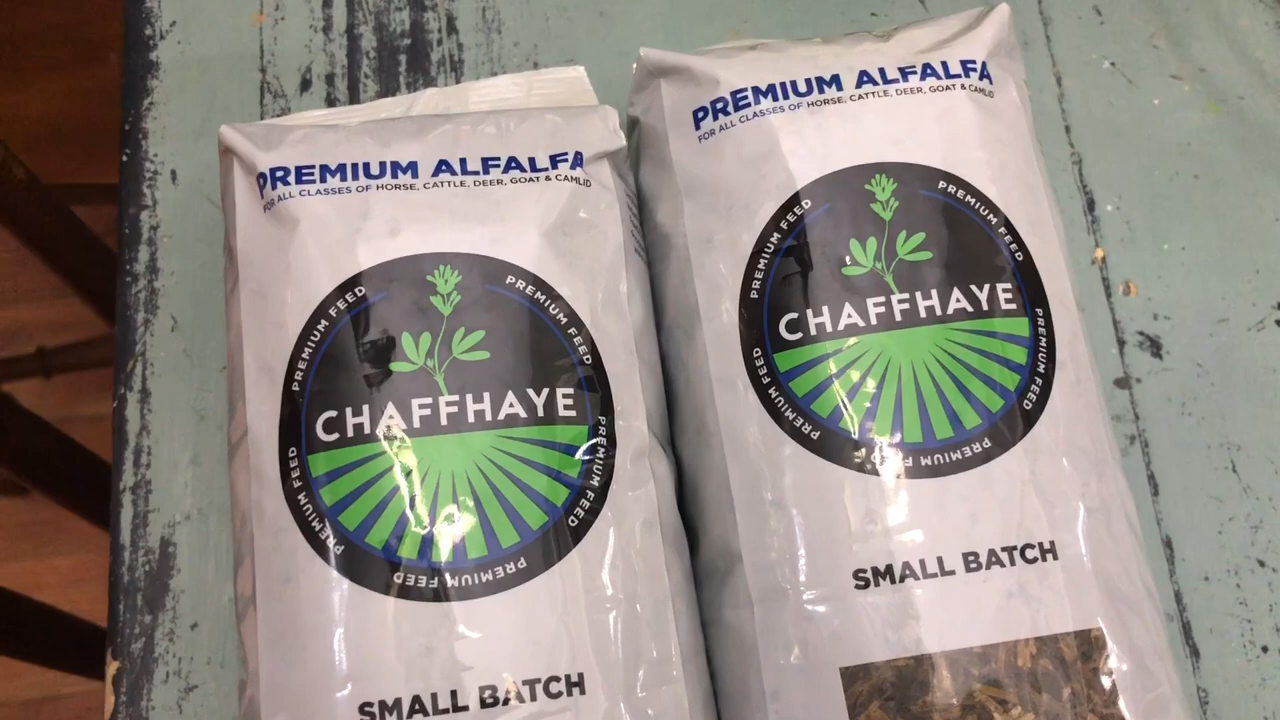 PREMIUM ALFALFA
FOR ALL CLASSES OF HORSE, CATTLE, DEER, GOAT & CAMLID
PREMIUM FEED
PREMIUM FEED
CHAFFHAYE
PREMIUM FEED
PREMIUM FEED
PREMIUM FEED
SMALL BATCH
PREMIUM ALFALFA
FOR ALL CLASSES OF HORSE, CATTLE, DEER, GOAT & CAMLID
PREMIUM FEED
PREMIUM FEED
CHAFFHAYE
PREMIUM FEED
PREMIUM FEED
PREMIUM
SMALL BATCH